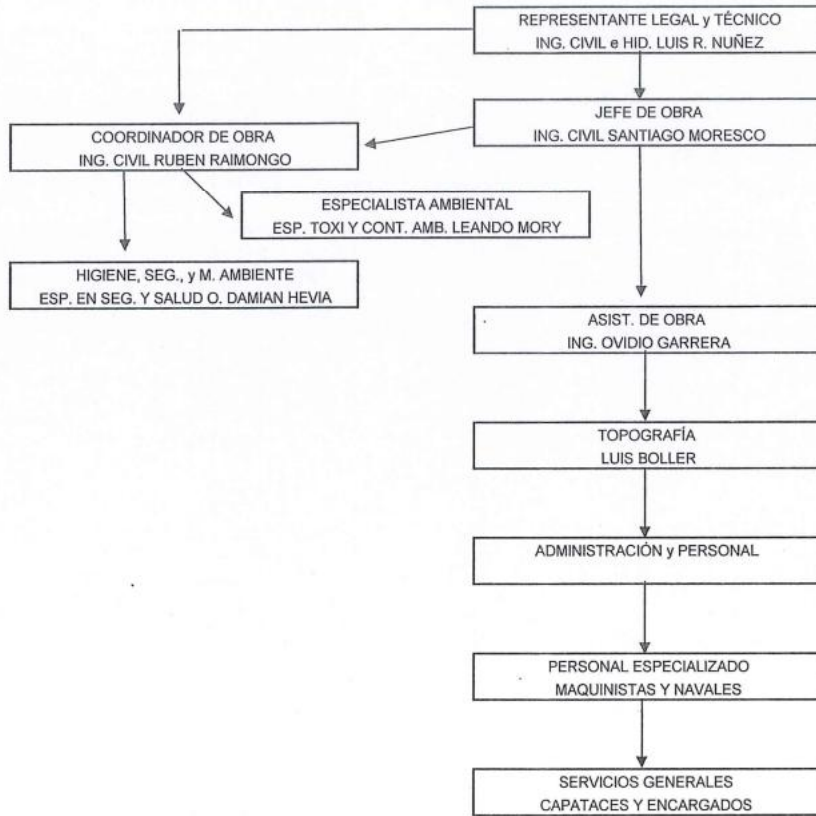 REPRESENTANTE LEGAL y TÉCNICO
ING. CIVIL e HID. LUIS R. NUÑEZ
JEFE DE OBRA
ING. CIVIL SANTIAGO MORESCO
COORDINADOR DE OBRA
ING. CIVIL RUBEN RAIMONGO
ESPECIALISTA AMBIENTAL
ESP. TOXI Y CONT. AMB. LEANDO MORY
HIGIENE, SEG., y M. AMBIENTE
ESP. EN SEG. Y SALUD O. DAMIAN HEVIA
ASIST. DE OBRA
ING. OVIDIO GARRERA
TOPOGRAFÍA
LUIS BOLLER
ADMINISTRACIÓN y PERSONAL
PERSONAL ESPECIALIZADO
MAQUINISTAS Y NAVALES
SERVICIOS GENERALES
CAPATACES Y ENCARGADOS